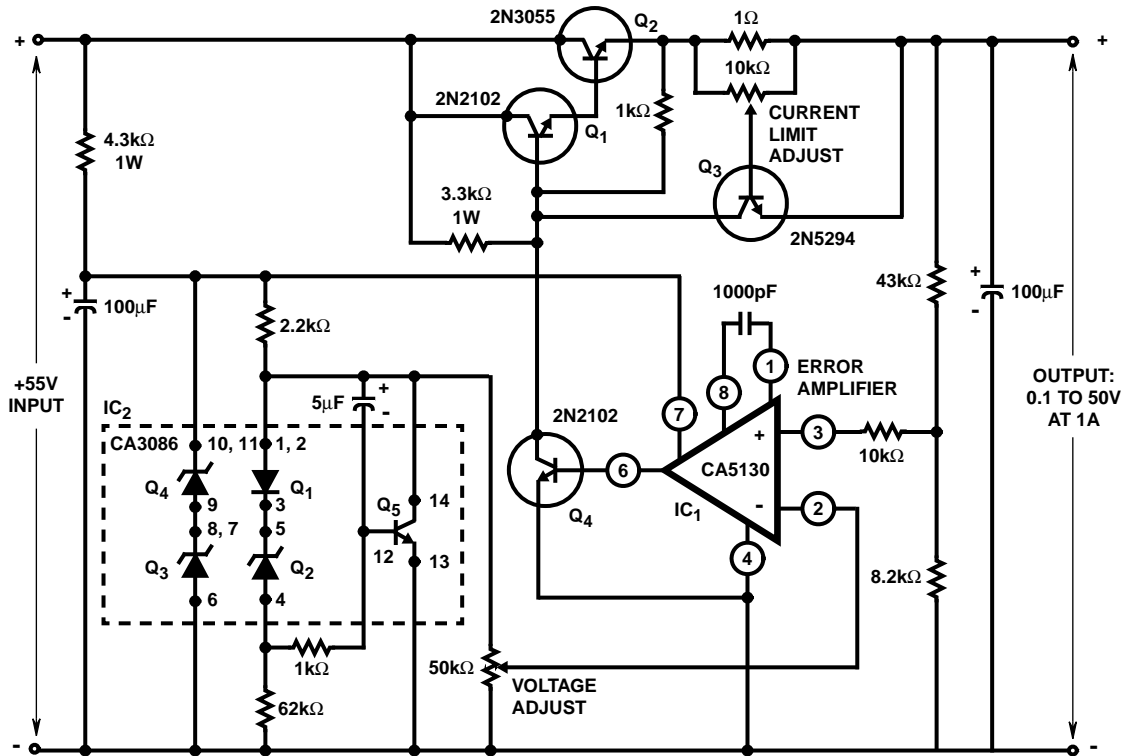 2N3055
Q2
1Ω
+
+
10kΩ
2N2102
Q1
1kΩ
CURRENT
LIMIT
ADJUST
4.3kΩ
1W
Q3
3.3kΩ
1W
2N5294
+
-
100μF
2.2kΩ
1000pF
43kΩ
+
-
100μF
+55V
INPUT
1
ERROR
AMPLIFIER
OUTPUT:
0.1 TO 50V
AT 1A
8
IC2
5μF
+
-
2N2102
7
CA3086
10, 11
1, 2
+
3
Q4
Q1
6
CA5130
10kΩ
9
3
Q5
14
8, 7
5
Q4
IC1
-
2
12
13
Q3
Q2
4
6
4
8.2kΩ
1kΩ
50kΩ
VOLTAGE
ADJUST
62kΩ
-
-